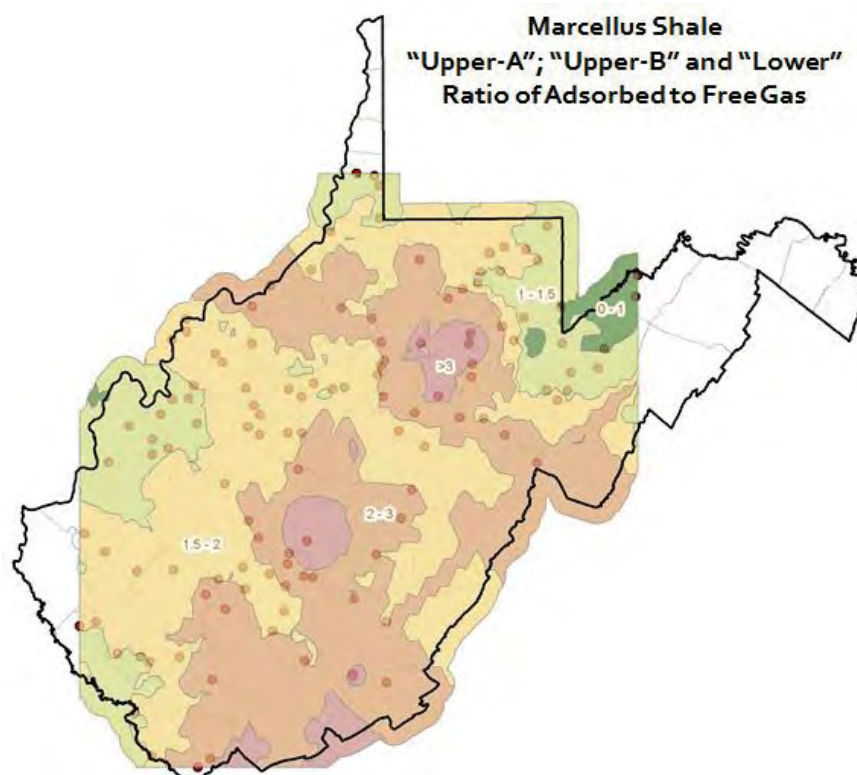 Marcellus Shale
“Upper-A”; “Upper-B” and “Lower”
Ratio of Adsorbed to Free Gas
1 - 1.5
0 - 1
>3
2 - 3
1.5 - 2